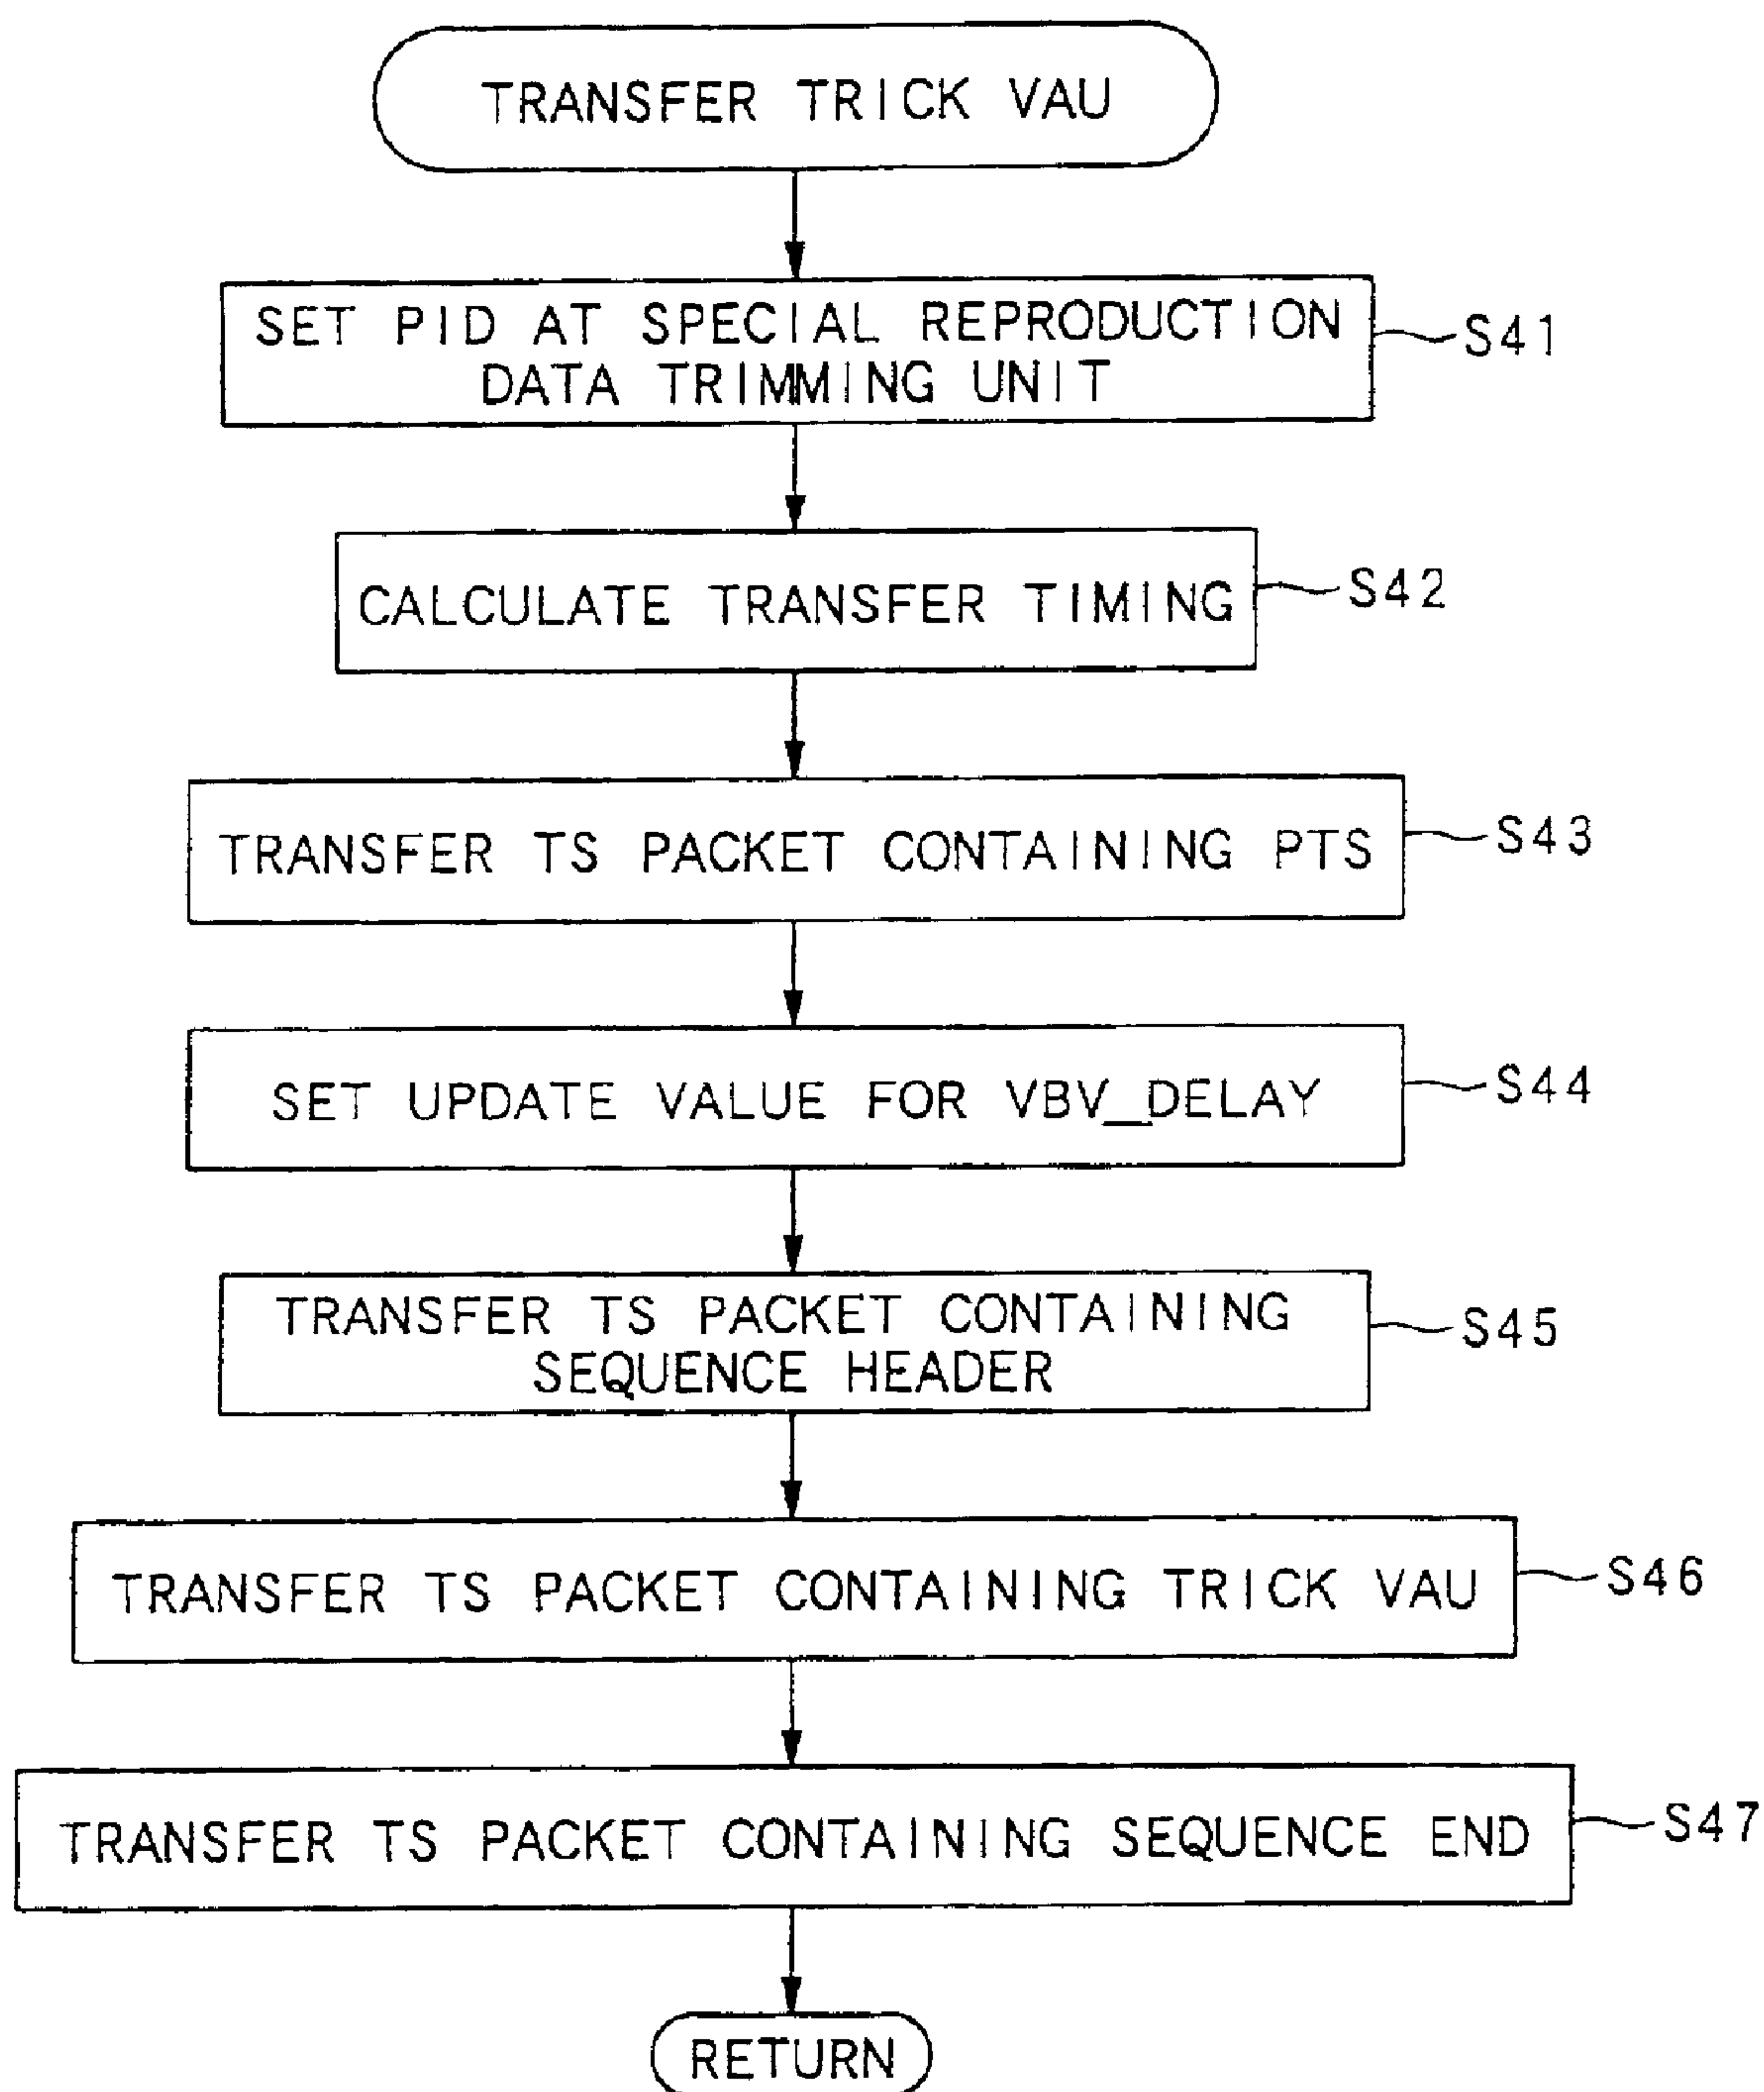 TRANSFER TRICK VAU
SET PID AT SPECIAL REPRODUCTION
DATA TRIMMING UNIT
S41
CALCULATE TRANSFER TIMING
S42
TRANSFER TS PACKET CONTAINING PTS
S43
SET UPDATE VALUE FOR VBV_DELAY
S44
TRANSFER TS PACKET CONTAINING
SEQUENCE HEADER
S45
TRANSFER TS PACKET CONTAINING TRICK VAU
S46
TRANSFER TS PACKET CONTAINING SEQUENCE END
S47
RETURN